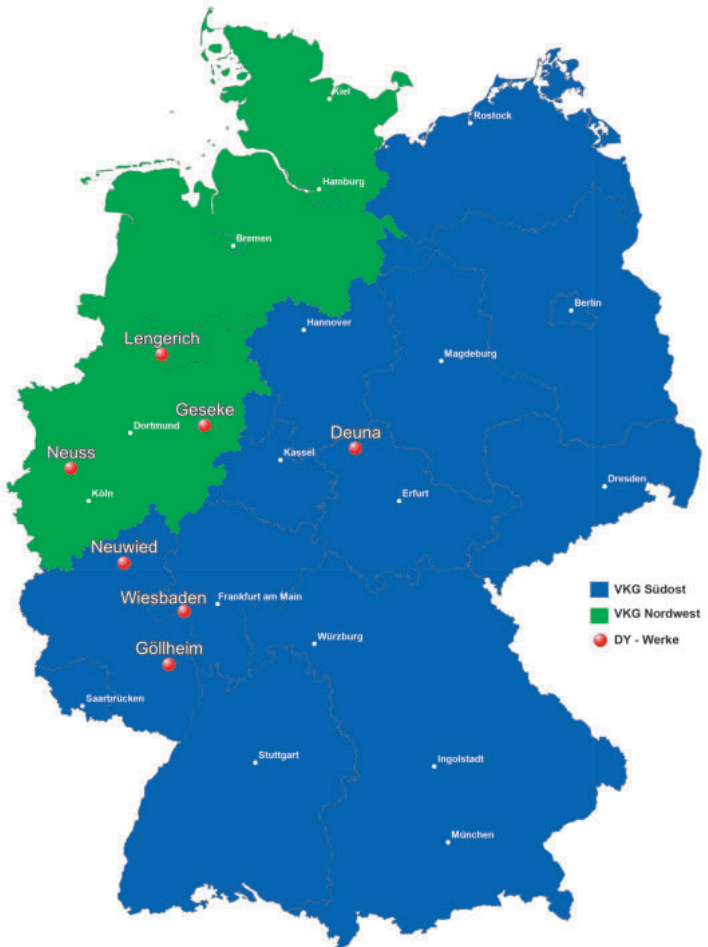 Kiel
Rostock
Hamburg
Bremen
Berlin
Hannover
Lengerich
Magdeburg
Geseke
Dortmund
Deuna
Neuss
Kassel
Dresden
Köln
Erfurt
Neuwied
VKG Südost
Wiesbaden
Frankfurt am Main
VKG Nordwest
DY - Werke
Würzburg
Göllheim
Saarbrücken
Stuttgart
Ingolstadt
München